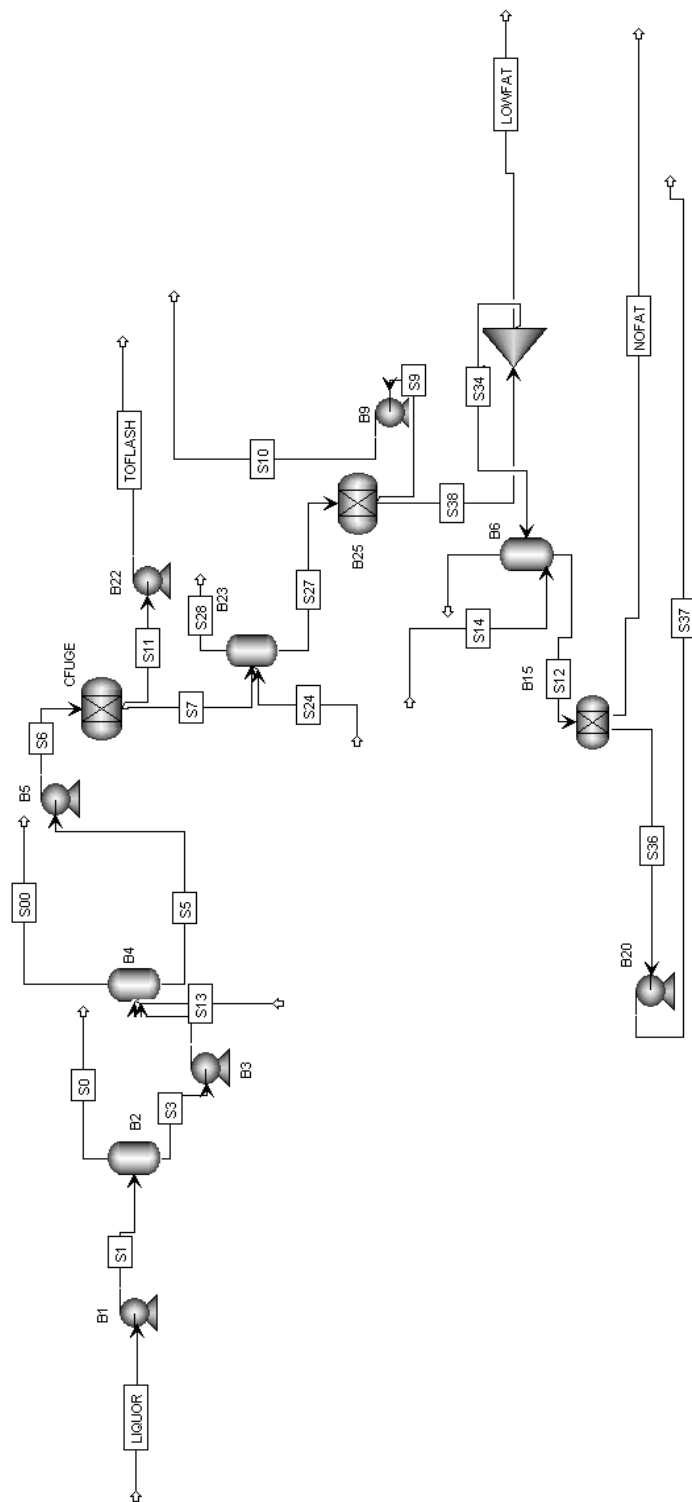 LIQUOR
B1
S1
B2
S0
S3
B3
S13
B4
S00
S5
B5
S6
CFUGE
S7
S11
B22
TOFLASH
S24
B23
S28
S27
B25
S9
B9
S10
S38
S34
B6
S14
LOWFAT
B15
S12
NOFAT
S36
B20
S37